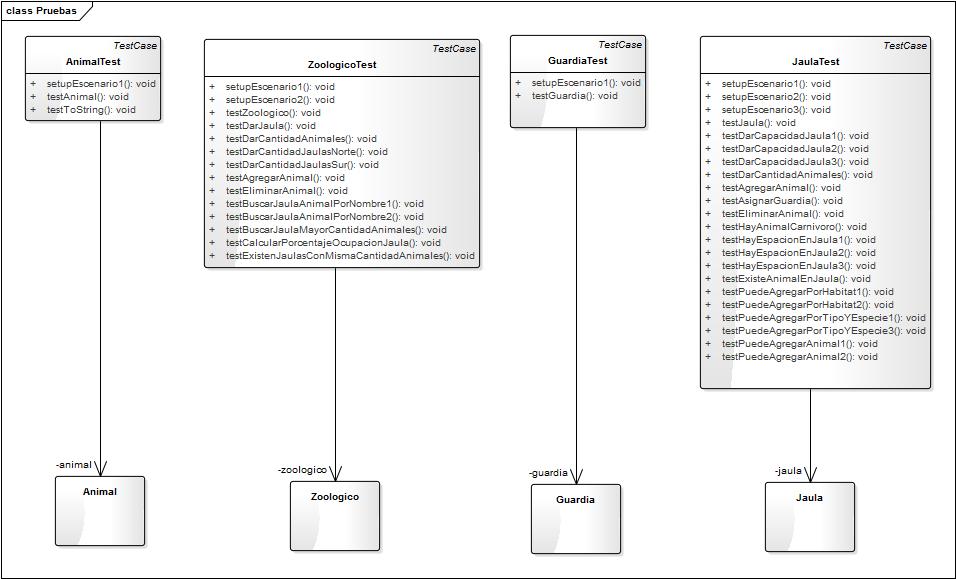 class Pruebas
TestCase
AnimalTest
+ setupEscenario1(): void
+ testAnimal(): void
+ testToString(): void
-animal
Animal
TestCase
ZoologicoTest
+ setupEscenario1(): void
+ setupEscenario2(): void
+ testZoologico(): void
+ testDarJaula(): void
+ testDarCantidadAnimales(): void
+ testDarCantidadJaulasNorte(): void
+ testDarCantidadJaulasSur(): void
+ testAgregarAnimal(): void
+ testEliminarAnimal(): void
+ testBuscarJaulaAnimalPorNombre1(): void
+ testBuscarJaulaAnimalPorNombre2(): void
+ testBuscarJaulaMayorCantidadAnimales(): void
+ testCalcularPorcentajeOcupacionJaula(): void
+ testExistenJaulasConMismaCantidadAnimales(): void
-zoologico
Zoologico
TestCase
GuardiaTest
+ setupEscenario1(): void
+ testGuardia(): void
-guardia
Guardia
TestCase
JaulaTest
+ setupEscenario1(): void
+ setupEscenario2(): void
+ setupEscenario3(): void
+ testJaula(): void
+ testDarCapacidadJaula1(): void
+ testDarCapacidadJaula2(): void
+ testDarCapacidadJaula3(): void
+ testDarCantidadAnimales(): void
+ testAgregarAnimal(): void
+ testAsignarGuardia(): void
+ testEliminarAnimal(): void
+ testHayAnimalCarnivoro(): void
+ testHayEspacionEnJaula1(): void
+ testHayEspacionEnJaula2(): void
+ testHayEspacionEnJaula3(): void
+ testExisteAnimalEnJaula(): void
+ testPuedeAgregarPorHabitat1(): void
+ testPuedeAgregarPorHabitat2(): void
+ testPuedeAgregarPorTipoYEspecie1(): void
+ testPuedeAgregarPorTipoYEspecie3(): void
+ testPuedeAgregarAnimal1(): void
+ testPuedeAgregarAnimal2(): void
-jaula
Jaula